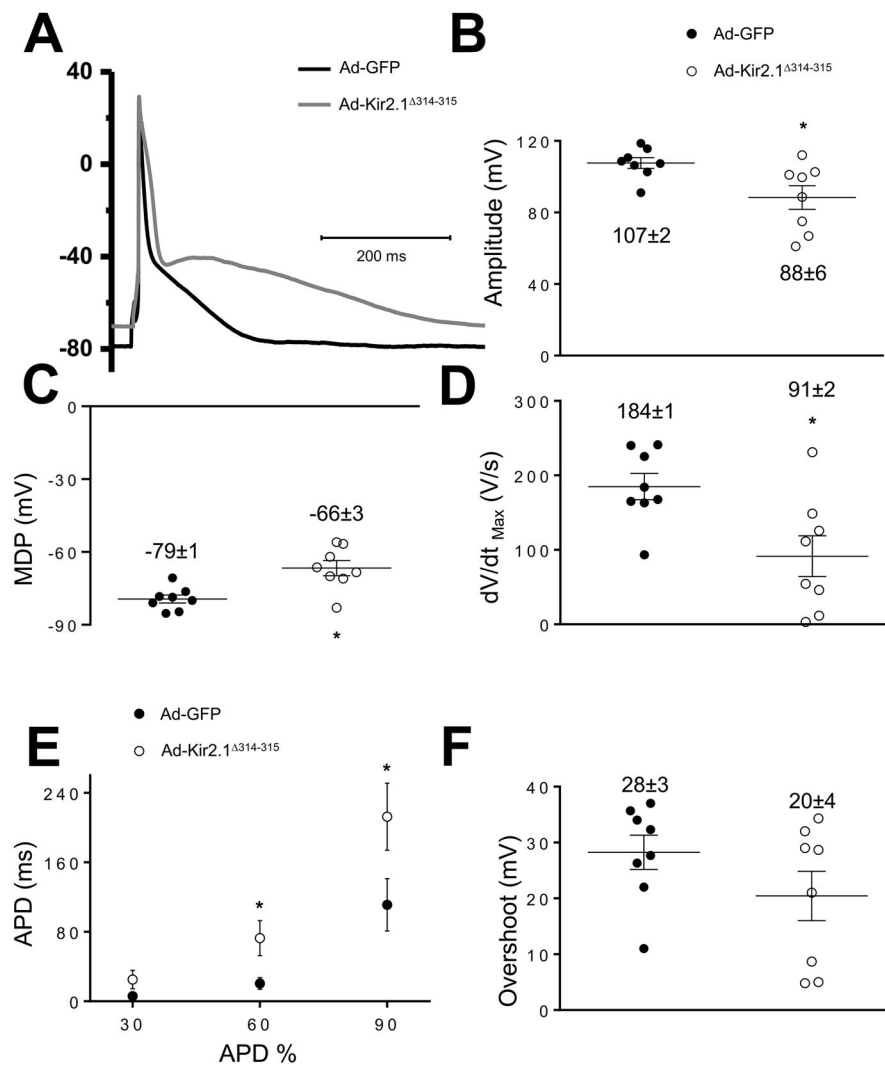 A
Ad-GFP
Ad-Kir2.1Δ314-315
40
0
-40
-80
200 ms
B
Ad-GFP
Ad-Kir2.1Δ314-315
Amplitude (mV)
120
80
40
0
107±2
*
88±6
C
MDP (mV)
0
-30
-60
-90
-79±1
-66±3
*
D
dV/dt Max (V/s)
300
200
100
0
184±1
91±2
*
E
Ad-GFP
Ad-Kir2.1Δ314-315
APD (ms)
240
160
80
0
*
*
30 60 90
APD %
F
Overshoot (mV)
40
30
20
10
0
28±3
20±4